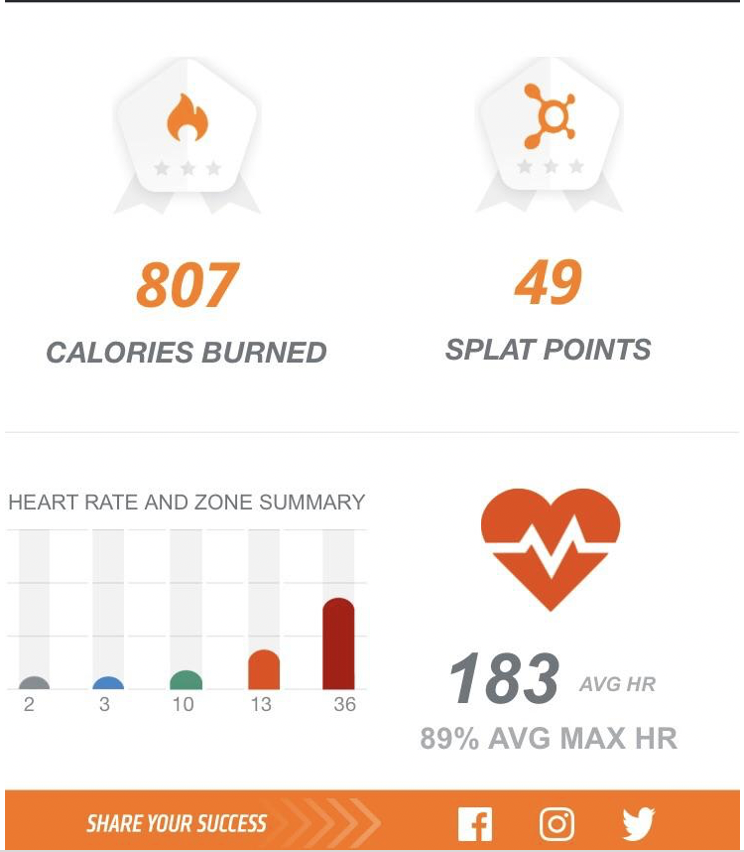 807
CALORIES BURNED
49
SPLAT POINTS
HEART RATE AND ZONE SUMMARY
2 3 10 13 36
183 AVG HR
89% AVG MAX HR
SHARE YOUR SUCCESS